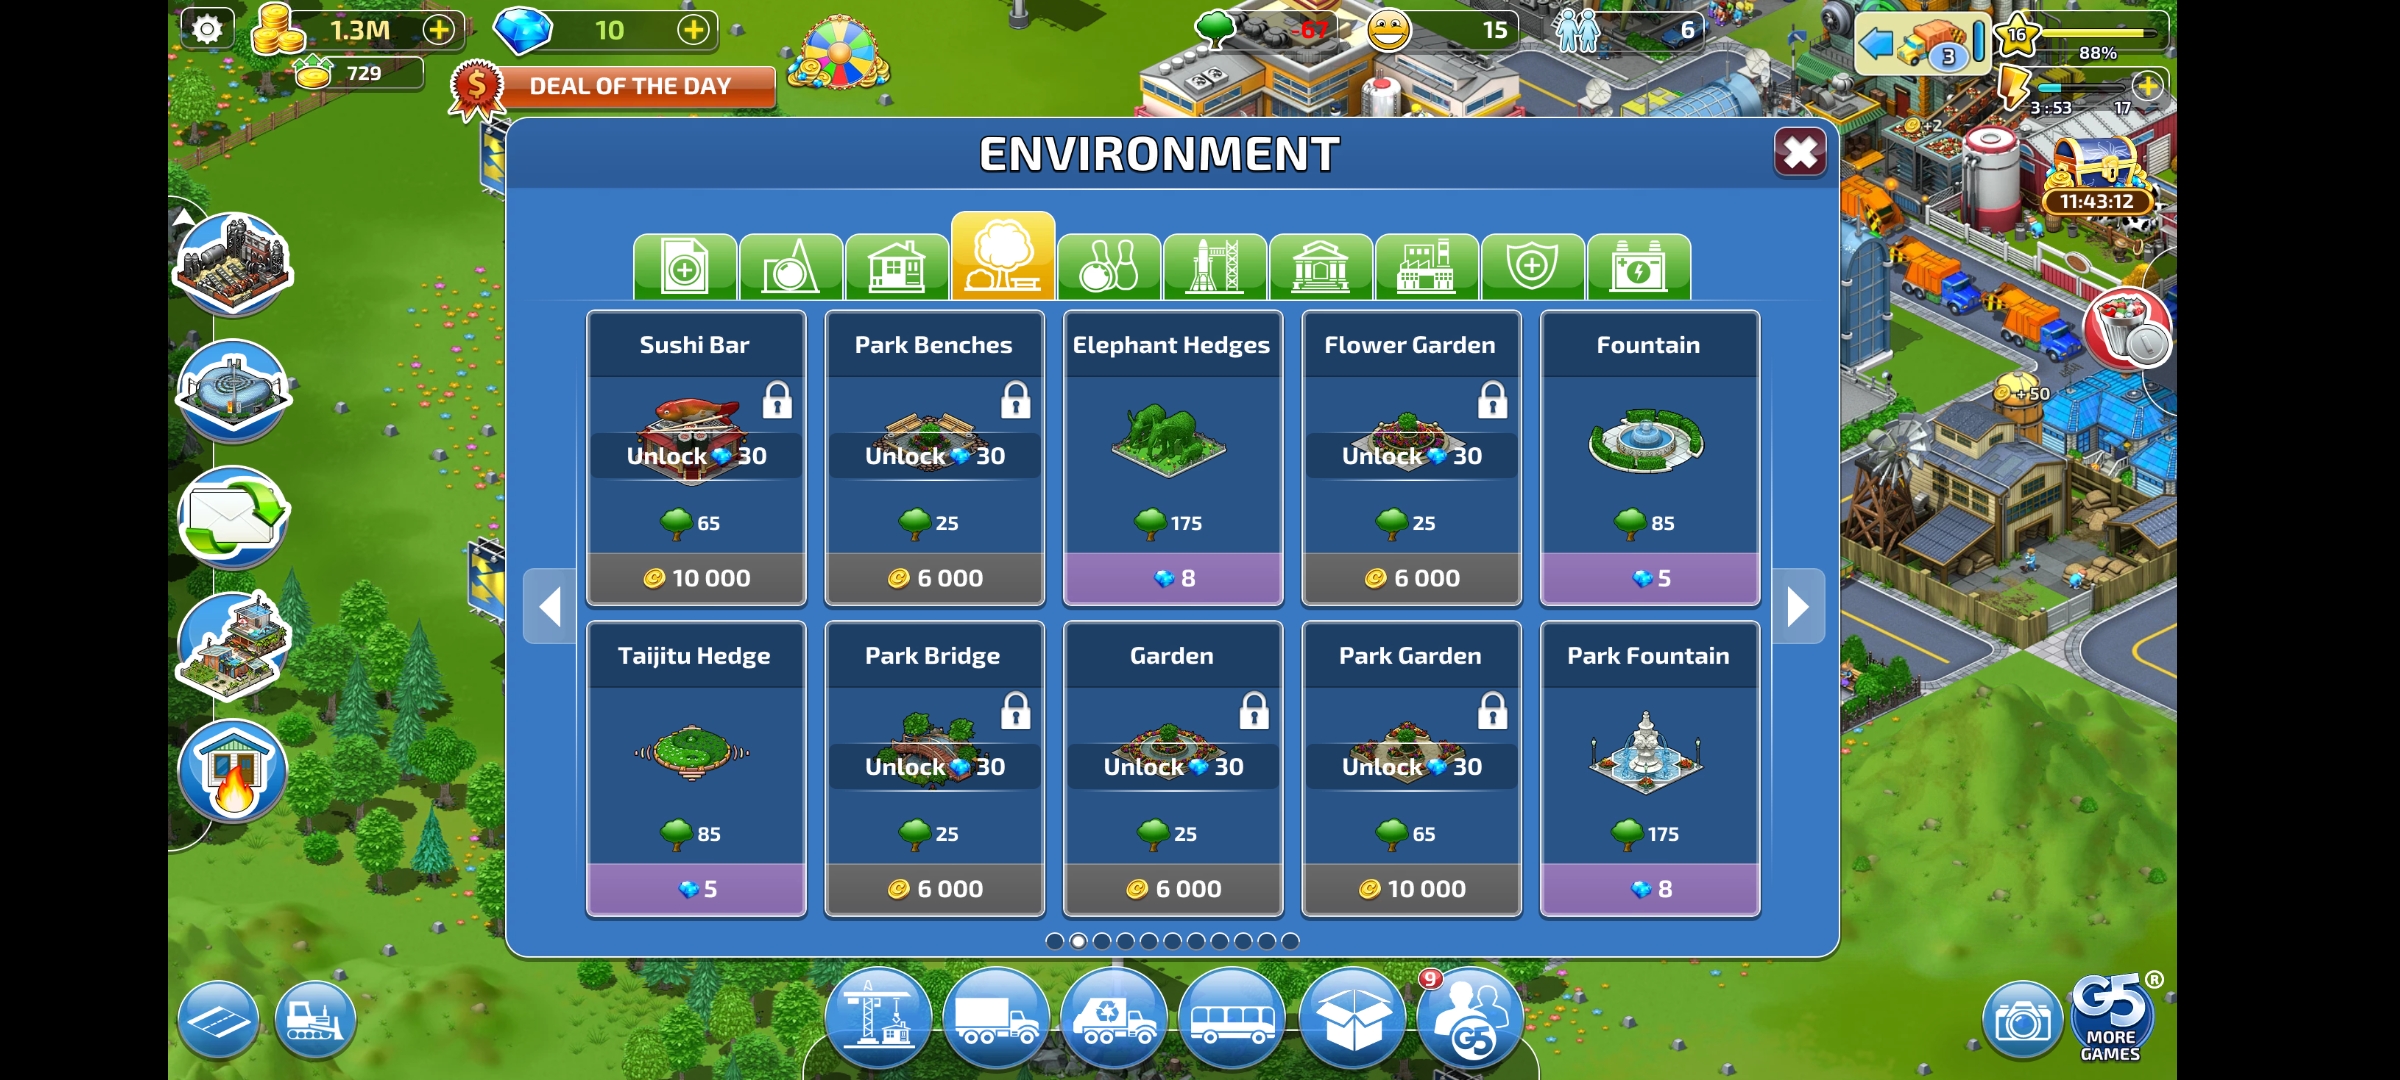 1.3M
10
-67
15
6
3
16
88%
729
DEAL OF THE DAY
3:53
17
+2
ENVIRONMENT
11:43:12
Sushi Bar
Park Benches
Elephant Hedges
Flower Garden
Fountain
Unlock 30
Unlock 30
Unlock 30
+50
65
25
175
25
85
10 000
6 000
8
6 000
5
Taijitu Hedge
Park Bridge
Garden
Park Garden
Park Fountain
Unlock 30
Unlock 30
Unlock 30
85
25
25
65
175
5
6 000
6 000
10 000
8
9
G5
G5®
MORE
GAMES